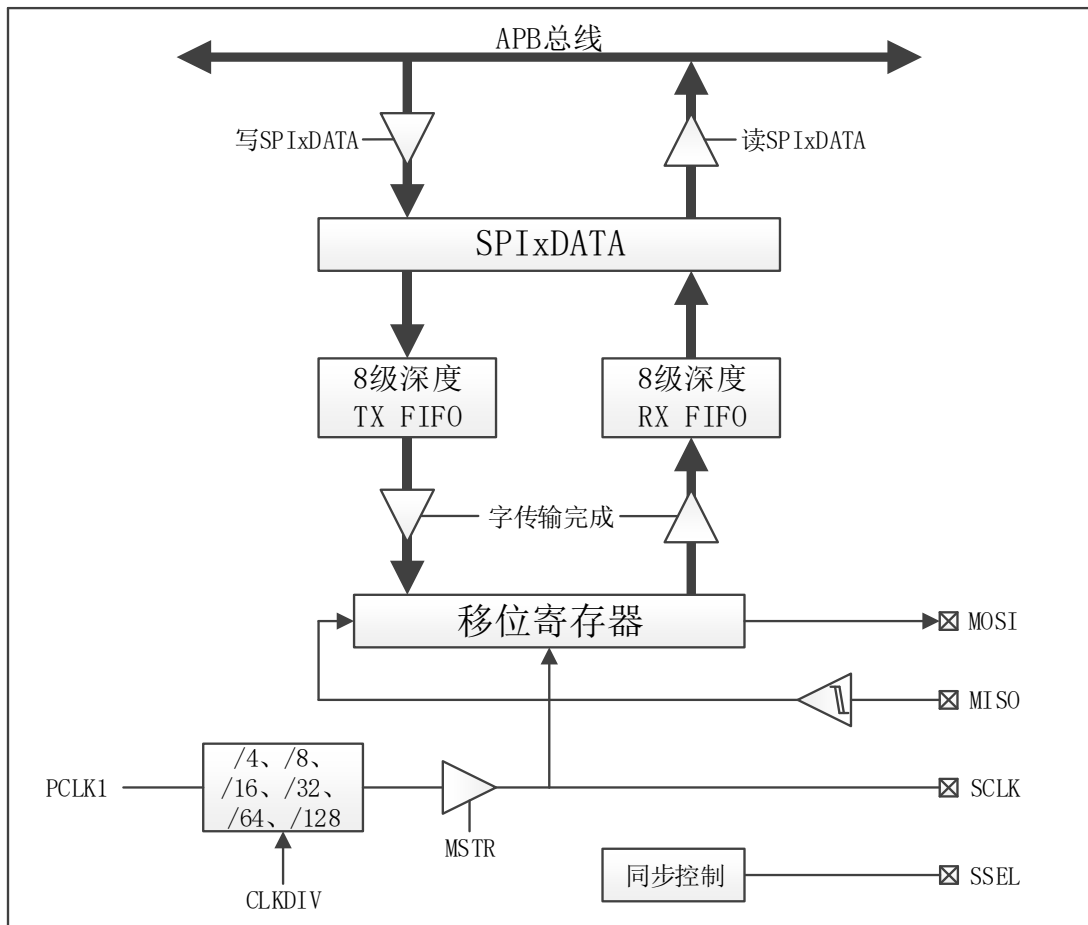 APB总线
写SPIxDATA
读SPIxDATA
SPIxDATA
8级深度
TX FIFO
8级深度
RX FIFO
字传输完成
移位寄存器
MOSI
MISO
PCLK1
/4、/8、
/16、/32、
/64、/128
SCLK
MSTR
CLKDIV
同步控制
SSEL